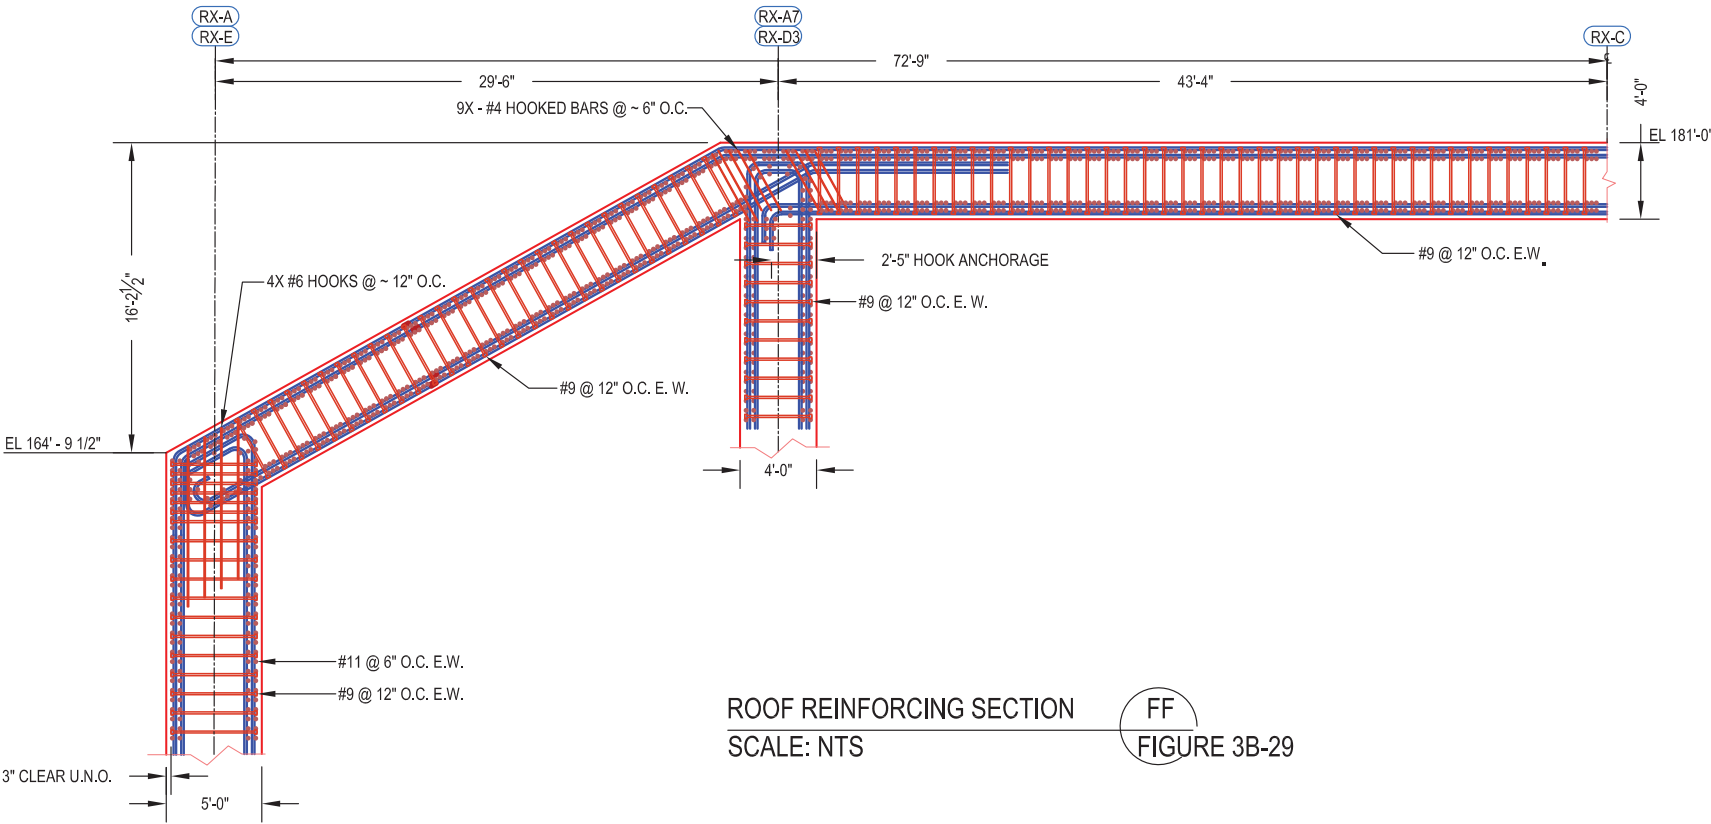 RX-A
RX-E
RX-A7
RX-D3
RX-C
72'-9"
29'-6"
43'-4"
9X - #4 HOOKED BARS @ ~ 6" O.C.
4'-0"
EL 181'-0'
16'-2 1/2"
4X #6 HOOKS @ ~ 12" O.C.
2'-5" HOOK ANCHORAGE
#9 @ 12" O.C. E.W.
#9 @ 12" O.C. E. W.
#9 @ 12" O.C. E. W.
EL 164' - 9 1/2"
4'-0"
#11 @ 6" O.C. E.W.
#9 @ 12" O.C. E.W.
ROOF REINFORCING SECTION
FF
SCALE: NTS
FIGURE 3B-29
3" CLEAR U.N.O.
5'-0"